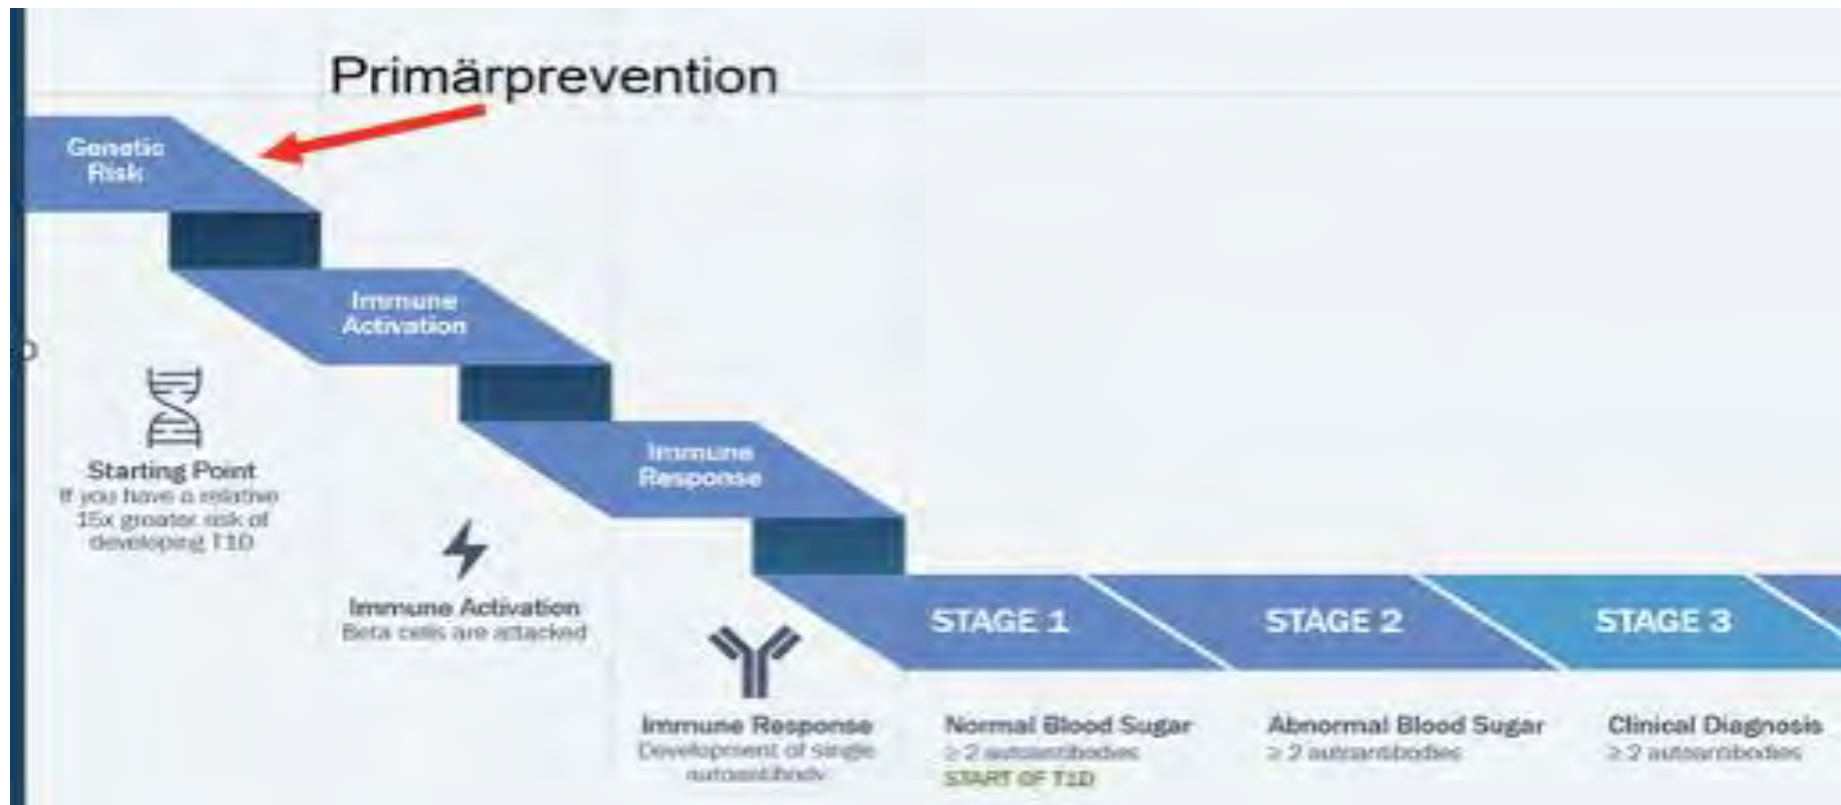 Primärprevention
Genetic
Risk
Immune
Activation
Immune
Response
Starting Point
If you have a relative
15x greater risk of
developing T1D
Immune Activation
Beta cells are attacked
Immune Response
Development of single
autoantibody
STAGE 1
STAGE 2
STAGE 3
Normal Blood Sugar
≥ 2 autoantibodies
START OF T1D
Abnormal Blood Sugar
≥ 2 autoantibodies
Clinical Diagnosis
≥ 2 autoantibodies